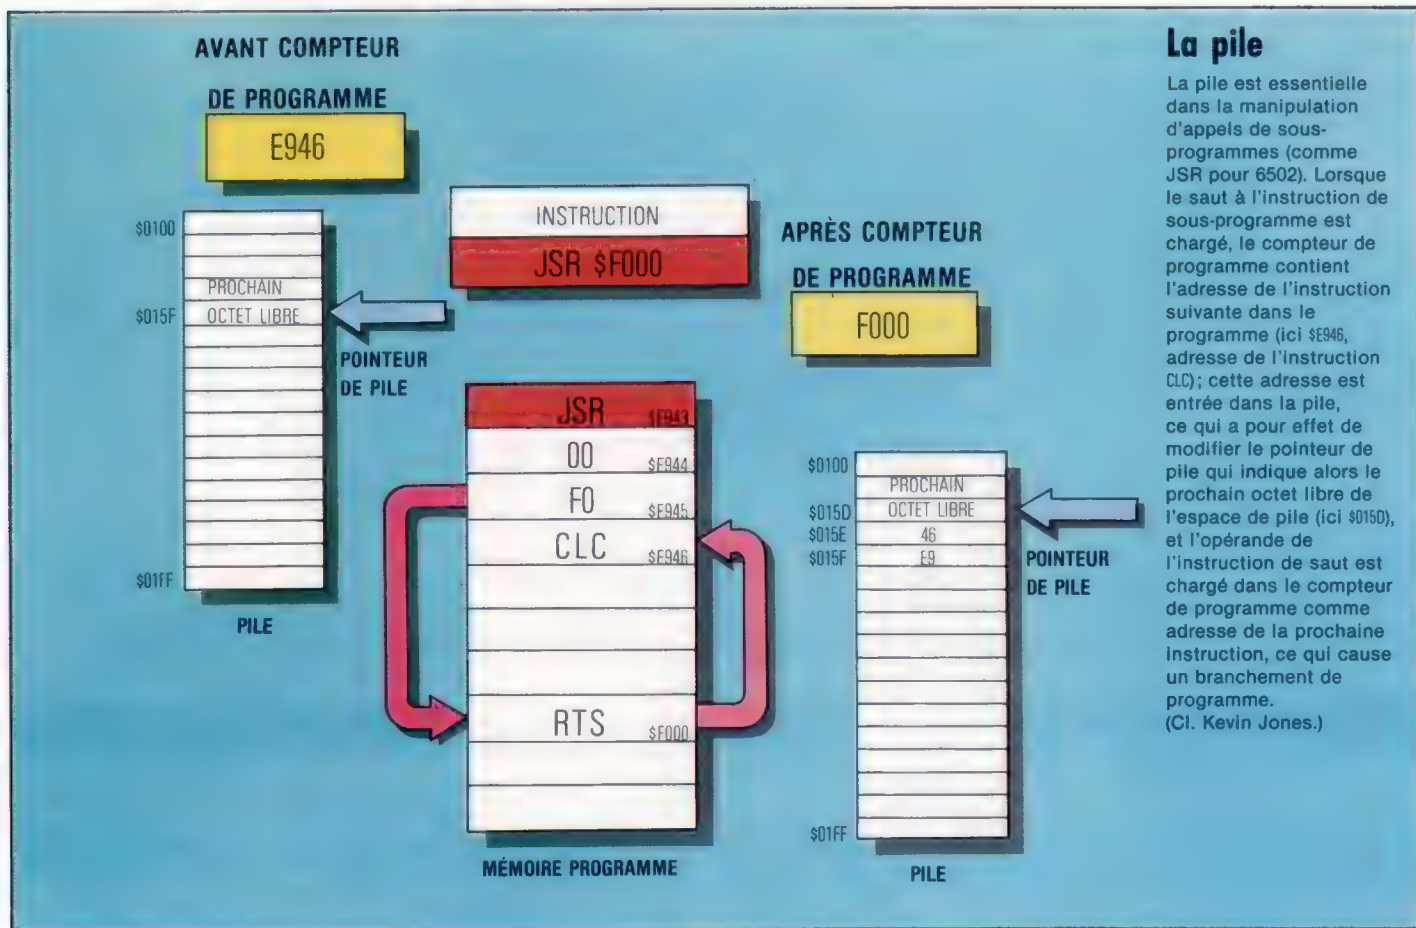 AVANT COMPTEUR
DE PROGRAMME
E946
$0100
PROCHAIN
$015F OCTET LIBRE
POINTEUR
DE PILE
$01FF
PILE
INSTRUCTION
JSR $F000
APRÈS COMPTEUR
DE PROGRAMME
F000
JSR $E943
00 $E944
F0 $E945
CLC $E946
RTS $F000
MÉMOIRE PROGRAMME
$0100
PROCHAIN
$015D OCTET LIBRE
$015E 46
$015F E9
POINTEUR
DE PILE
$01FF
PILE
La pile
La pile est essentielle
dans la manipulation
d'appels de sous-
programmes (comme
JSR pour 6502). Lorsque
le saut à l'instruction de
sous-programme est
chargé, le compteur de
programme contient
l'adresse de l'instruction
suivante dans le
programme (ici $E946,
adresse de l'instruction
CLC); cette adresse est
entrée dans la pile,
ce qui a pour effet de
modifier le pointeur de
pile qui indique alors le
prochain octet libre de
l'espace de pile (ici $015D),
et l'opérande de
l'instruction de saut est
chargé dans le compteur
de programme comme
adresse de la prochaine
instruction, ce qui cause
un branchement de
programme.
(Cl. Kevin Jones.)